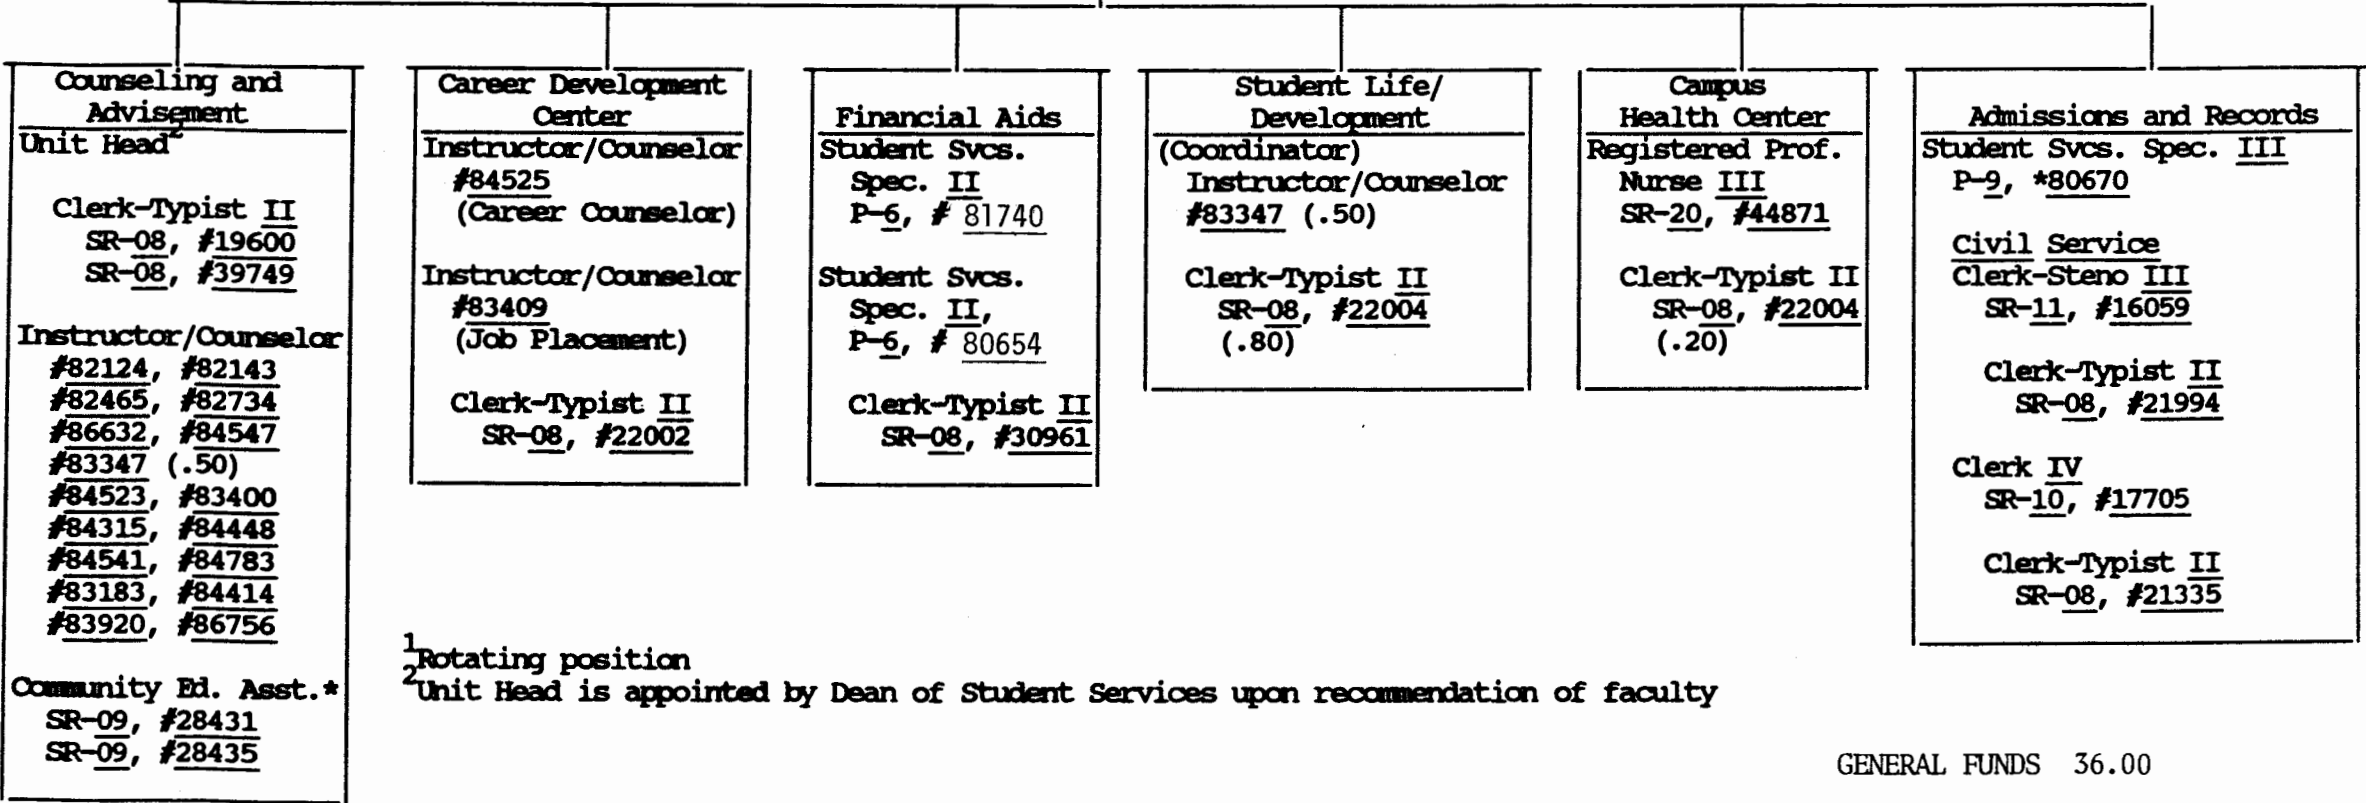 Counseling and
Advisement
Unit Head2
Clerk-Typist II
SR-08, #19600
SR-08, #39749
Instructor/Counselor
#82124, #82143
#82465, #82734
#86632, #84547
#83347 (.50)
#84523, #83400
#84315, #84448
#84541, #84783
#83183, #84414
#83920, #86756
Community Ed. Asst.*
SR-09, #28431
SR-09, #28435
Career Development
Center
Instructor/Counselor
#84525
(Career Counselor)
Instructor/Counselor
#83409
(Job Placement)
Clerk-Typist II
SR-08, #22002
Financial Aids
Student Svcs.
Spec. II
P-6, # 81740
Student Svcs.
Spec. II,
P-6, # 80654
Clerk-Typist II
SR-08, #30961
Student Life/
Development
(Coordinator)
Instructor/Counselor
#83347 (.50)
Clerk-Typist II
SR-08, #22004
(.80)
Campus
Health Center
Registered Prof.
Nurse III
SR-20, #44871
Clerk-Typist II
SR-08, #22004
(.20)
Admissions and Records
Student Svcs. Spec. III
P-9, *80670
Civil Service
Clerk-Steno III
SR-11, #16059
Clerk-Typist II
SR-08, #21994
Clerk IV
SR-10, #17705
Clerk-Typist II
SR-08, #21335
1Rotating position
2Unit Head is appointed by Dean of Student Services upon recommendation of faculty
GENERAL FUNDS 36.00